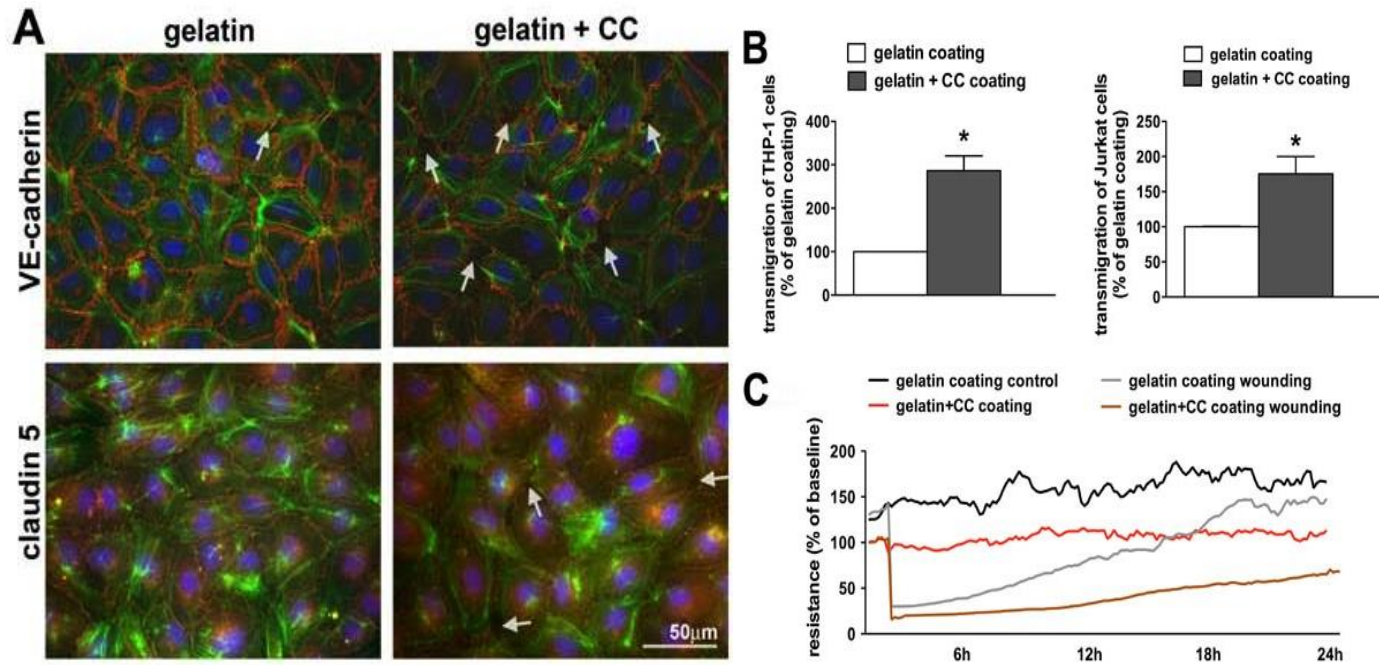 A
gelatin
gelatin + CC
VE-cadherin
claudin 5
50μm
B
gelatin coating
gelatin + CC coating
transmigration of THP-1 cells
(% of gelatin coating)
400
300
200
100
0
*
gelatin coating
gelatin + CC coating
transmigration of Jurkat cells
(% of gelatin coating)
250
200
150
100
50
0
*
C
gelatin coating control
gelatin coating wounding
gelatin+CC coating
gelatin+CC coating wounding
resistance (% of baseline)
200
150
100
50
0
6h
12h
18h
24h